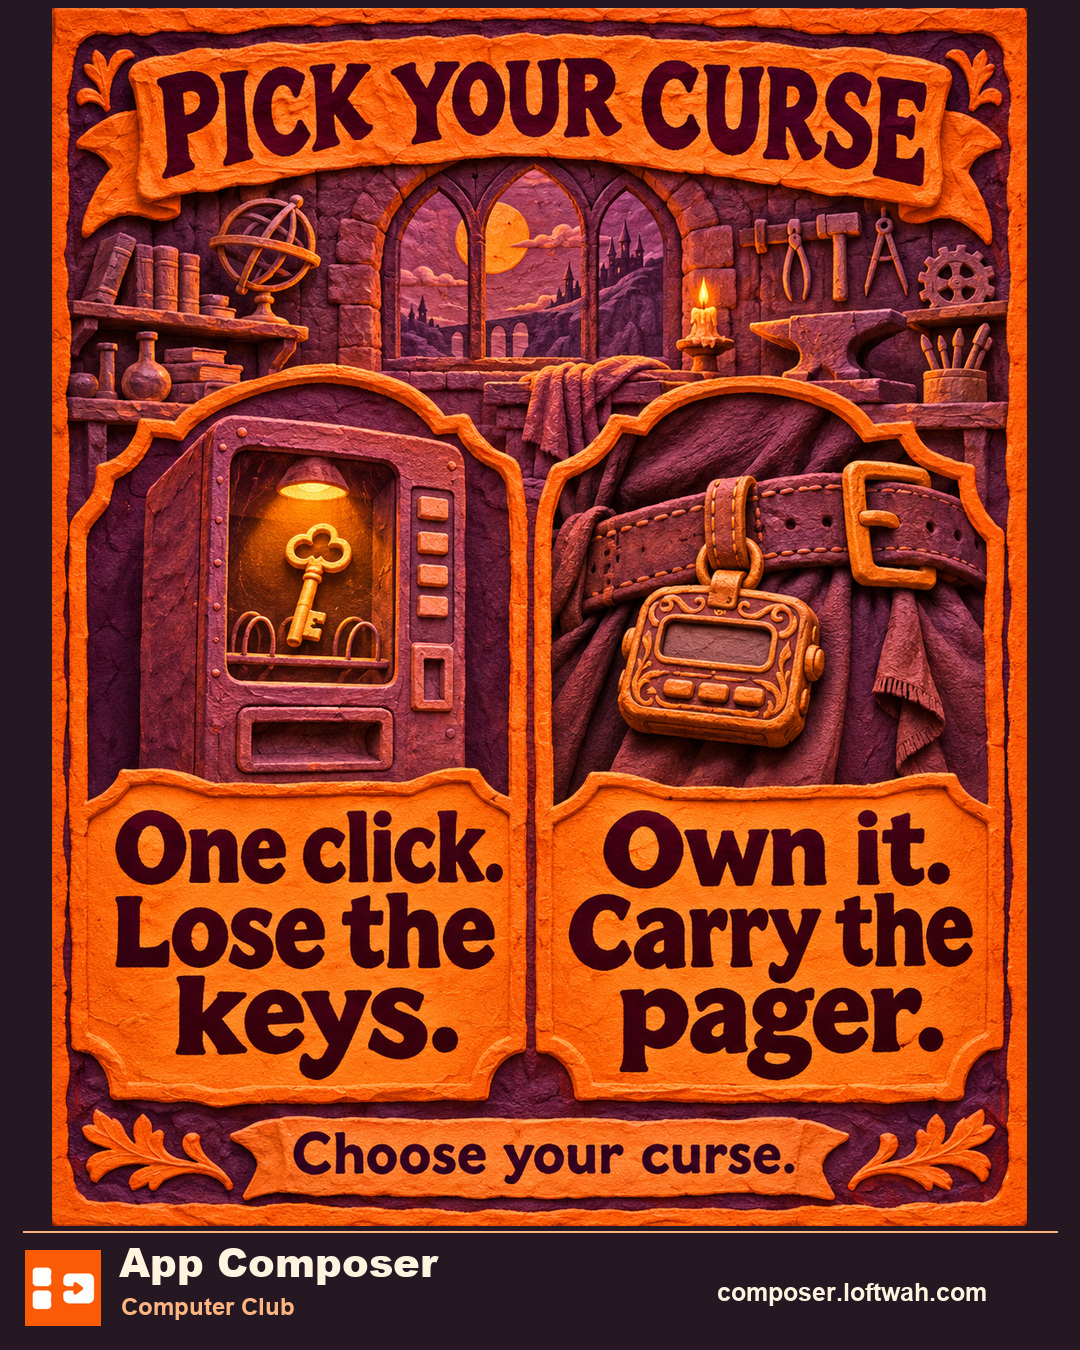 PICK YOUR CURSE
One click.
Lose the
keys.
Own it.
Carry the
pager.
Choose your curse.
App Composer
Computer Club
composer.loftwah.com